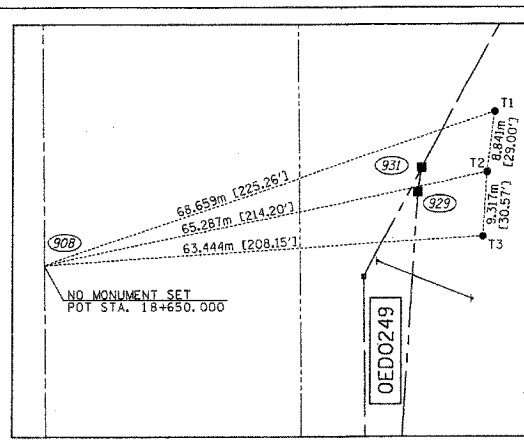 T1
8.841m
[29.00']
931
T2
68.659m [225.26']
929
9.317m
[30.57']
65.287m [214.20']
908
63.444m [208.15']
T3
NO MONUMENT SET
POT STA. 18+650.000
0ED0249